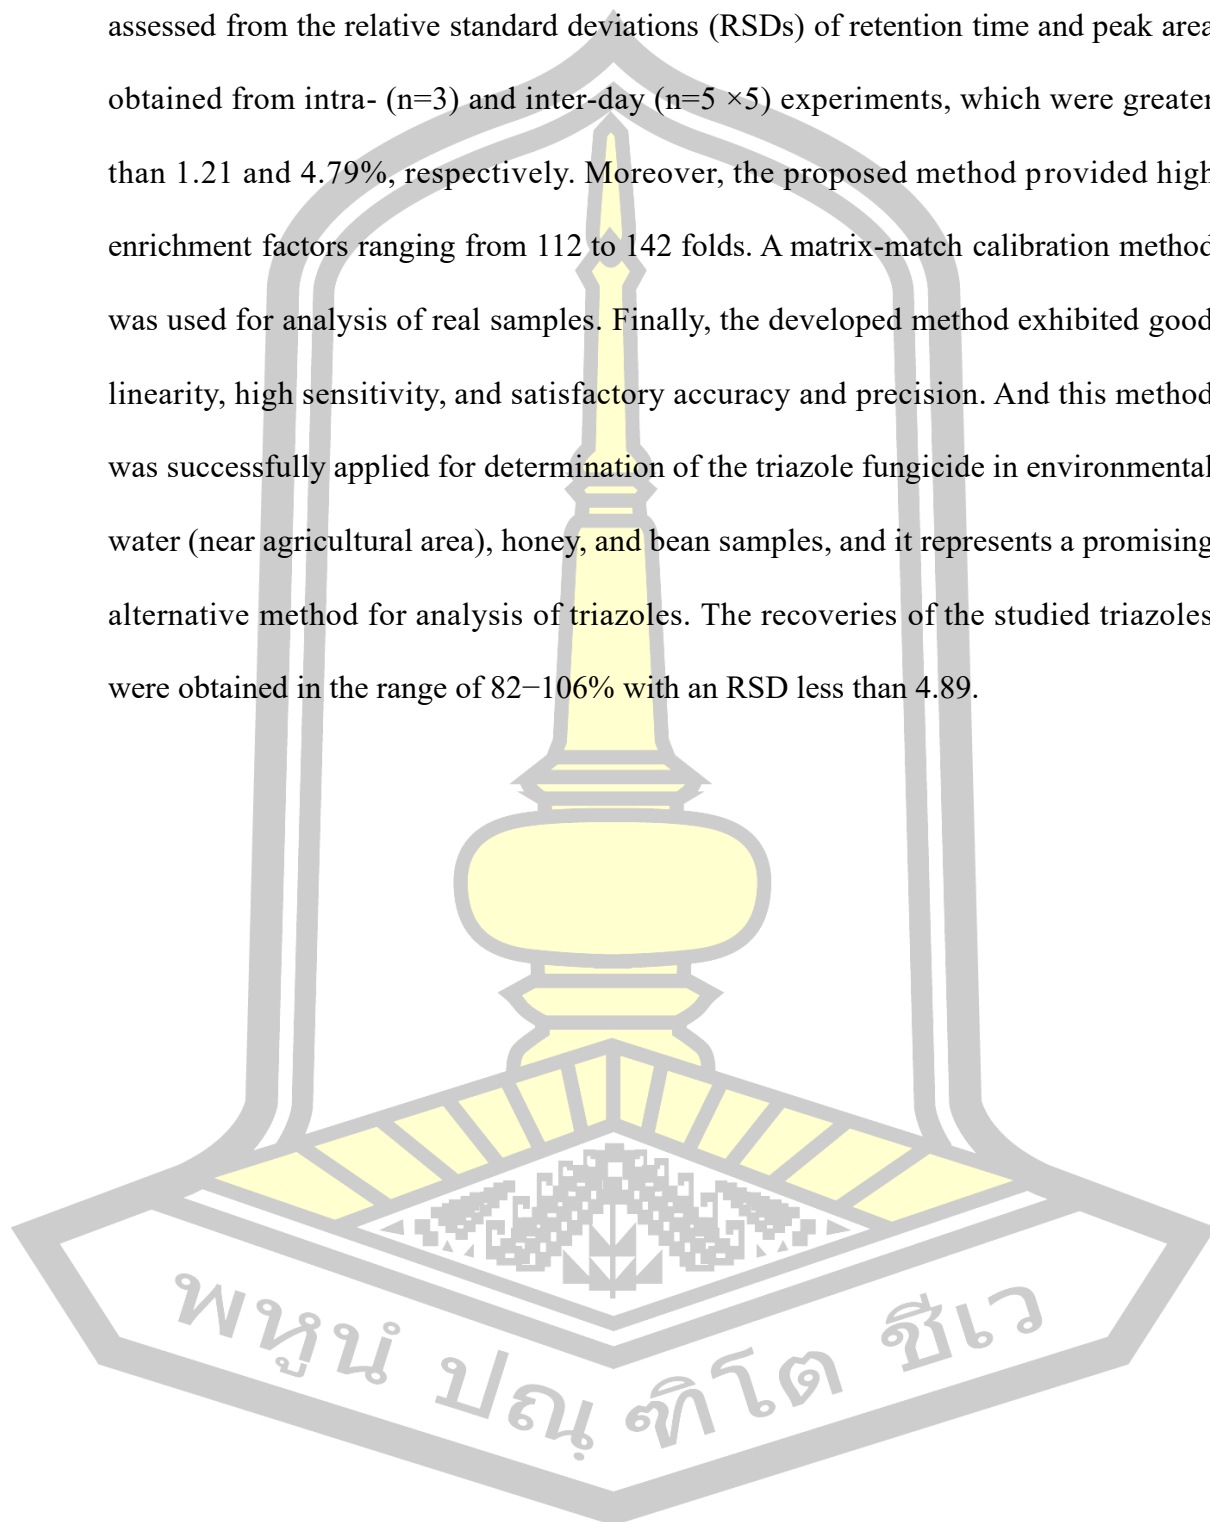 assessed from the relative standard deviations (RSDs) of retention time and peak area
obtained from intra- (n=3) and inter-day (n=5 ×5) experiments, which were greater
than 1.21 and 4.79%, respectively. Moreover, the proposed method provided high
enrichment factors ranging from 112 to 142 folds. A matrix-match calibration method
was used for analysis of real samples. Finally, the developed method exhibited good
linearity, high sensitivity, and satisfactory accuracy and precision. And this method
was successfully applied for determination of the triazole fungicide in environmental
water (near agricultural area), honey, and bean samples, and it represents a promising
alternative method for analysis of triazoles. The recoveries of the studied triazoles
were obtained in the range of 82−106% with an RSD less than 4.89.
พหูนํ ปณฺฑิโต ชีเว